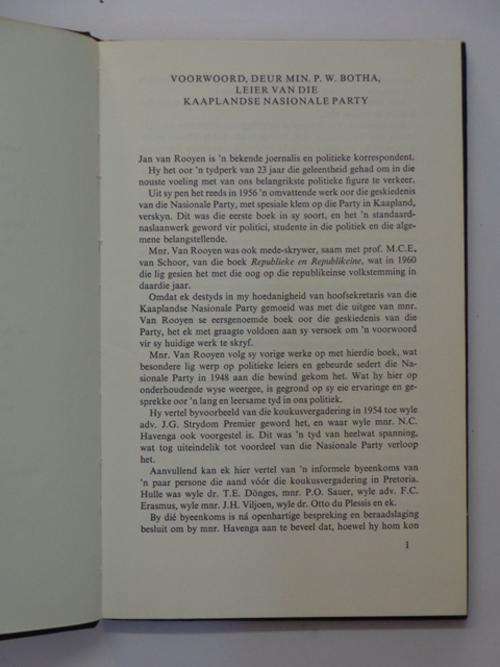 VOORWOORD, DEUR MIN. P. W. BOTHA,
LEIER VAN DIE
KAAPLANDSE NASIONALE PARTY
Jan van Rooyen is 'n bekende joernalis en politieke korrespondent.
Hy het oor 'n tydperk van 23 jaar die geleentheid gehad om in die
nouste voeling met van ons belangrikste politieke figure te verkeer.
Uit sy pen het reeds in 1956 'n omvattende werk oor die geskiedenis
van die Nasionale Party, met spesiale klem op die Party in Kaapland,
verskyn. Dit was die eerste boek in sy soort, en het 'n standaard-
naslaanwerk geword vir politici, studente in die politiek en die alge-
mene belangstellende.
Mnr. Van Rooyen was ook mede-skrywer, saam met prof. M.C.E.
van Schoor, van die boek Republieke en Republikeine, wat in 1960
die lig gesien het met die oog op die republikeinse volkstemming in
daardie jaar.
Omdat ek destyds in my hoedanigheid van hoofsekretaris van die
Kaaplandse Nasionale Party gemoeid was met die uitgee van mnr.
Van Rooyen se eersgenoemde boek oor die geskiedenis van die
Party, het ek met graagte voldoen aan sy versoek om 'n voorwoord
vir sy huidige werk te skryf.
Mnr. Van Rooyen volg sy vorige werke op met hierdie boek, wat
besondere lig werp op politieke leiers en gebeure sedert die Na-
sionale Party in 1948 aan die bewind gekom het. Wat hy hier op
onderhoudende wyse weergee, is gegrond op sy eie ervaringe en ge-
sprekke oor 'n lang en leersame tyd in ons politiek.
Hy vertel byvoorbeeld van die koukusvergadering in 1954 toe wyle
adv. J.G. Strydom Premier geword het, en waar wyle mnr. N.C.
Havenga ook voorgestel is. Dit was 'n tyd van heelwat spanning,
wat tog uiteindelik tot voordeel van die Nasionale Party verloop
het.
Aanvullend kan ek hier vertel van 'n informele byeenkoms van
'n paar persone die aand vóór die koukusvergadering in Pretoria.
Hulle was wyle dr. T.E. Dönges, mnr. P.O. Sauer, wyle adv. F.C.
Erasmus, wyle mnr. J.H. Viljoen, wyle dr. Otto du Plessis en ek.
By dié byeenkoms is ná openhartige bespreking en beraadslaging
besluit om by mnr. Havenga aan te beveel dat, hoewel hy hom kon
1